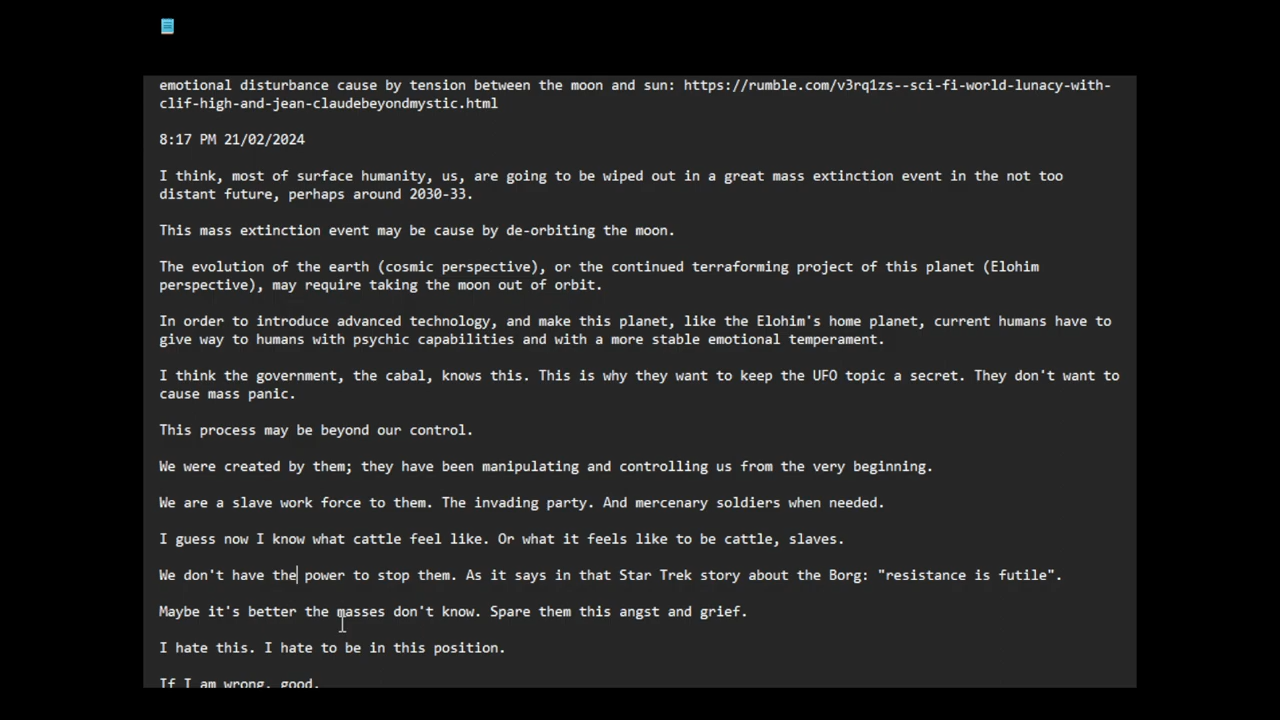 emotional disturbance cause by tension between the moon and sun: https://rumble.com/v3rq1zs--sci-fi-world-lunacy-with-
clif-high-and-jean-claudebeyondmystic.html
8:17 PM 21/02/2024
I think, most of surface humanity, us, are going to be wiped out in a great mass extinction event in the not too
distant future, perhaps around 2030-33.
This mass extinction event may be cause by de-orbiting the moon.
The evolution of the earth (cosmic perspective), or the continued terraforming project of this planet (Elohim
perspective), may require taking the moon out of orbit.
In order to introduce advanced technology, and make this planet, like the Elohim's home planet, current humans have to
give way to humans with psychic capabilities and with a more stable emotional temperament.
I think the government, the cabal, knows this. This is why they want to keep the UFO topic a secret. They don't want to
cause mass panic.
This process may be beyond our control.
We were created by them; they have been manipulating and controlling us from the very beginning.
We are a slave work force to them. The invading party. And mercenary soldiers when needed.
I guess now I know what cattle feel like. Or what it feels like to be cattle, slaves.
We don't have the power to stop them. As it says in that Star Trek story about the Borg: "resistance is futile".
Maybe it's better the masses don't know. Spare them this angst and grief.
I hate this. I hate to be in this position.
If I am wrong, good.